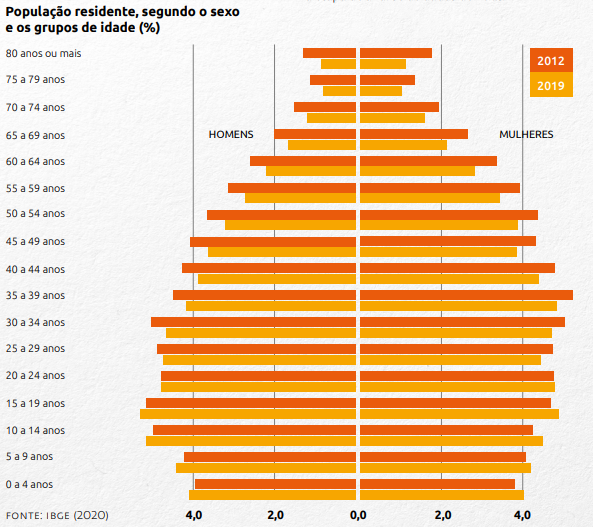 População residente, segundo o sexo
e os grupos de idade (%)
80 anos ou mais
75 a 79 anos
70 a 74 anos
65 a 69 anos
60 a 64 anos
55 a 59 anos
50 a 54 anos
45 a 49 anos
40 a 44 anos
35 a 39 anos
30 a 34 anos
25 a 29 anos
20 a 24 anos
15 a 19 anos
10 a 14 anos
5 a 9 anos
0 a 4 anos
HOMENS
MULHERES
2012
2019
4,0 2,0 0,0 2,0 4,0
FONTE: IBGE (2020)